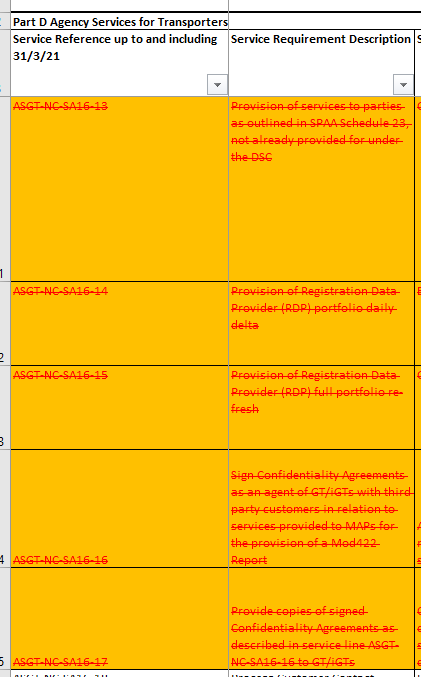 Part D Agency Services for Transporters
Service Reference up to and including
31/3/21
Service Requirement Description
ASGT-NC-SA16-13
Provision of services to parties
as outlined in SPAA Schedule 23,
not already provided for under
the DSC
ASGT-NC-SA16-14
Provision of Registration Data
Provider (RDP) portfolio daily
delta
ASGT-NC-SA16-15
Provision of Registration Data
Provider (RDP) full portfolio re-
fresh
ASGT-NC-SA16-16
Sign Confidentiality Agreements
as an agent of GT/iGTs with third
party customers in relation to
services provided to MAPs for
the provision of a Mod422
Report
ASGT-NC-SA16-17
Provide copies of signed
Confidentiality Agreements as
described in service line ASGT-
NC-SA16-16 to GT/iGTs